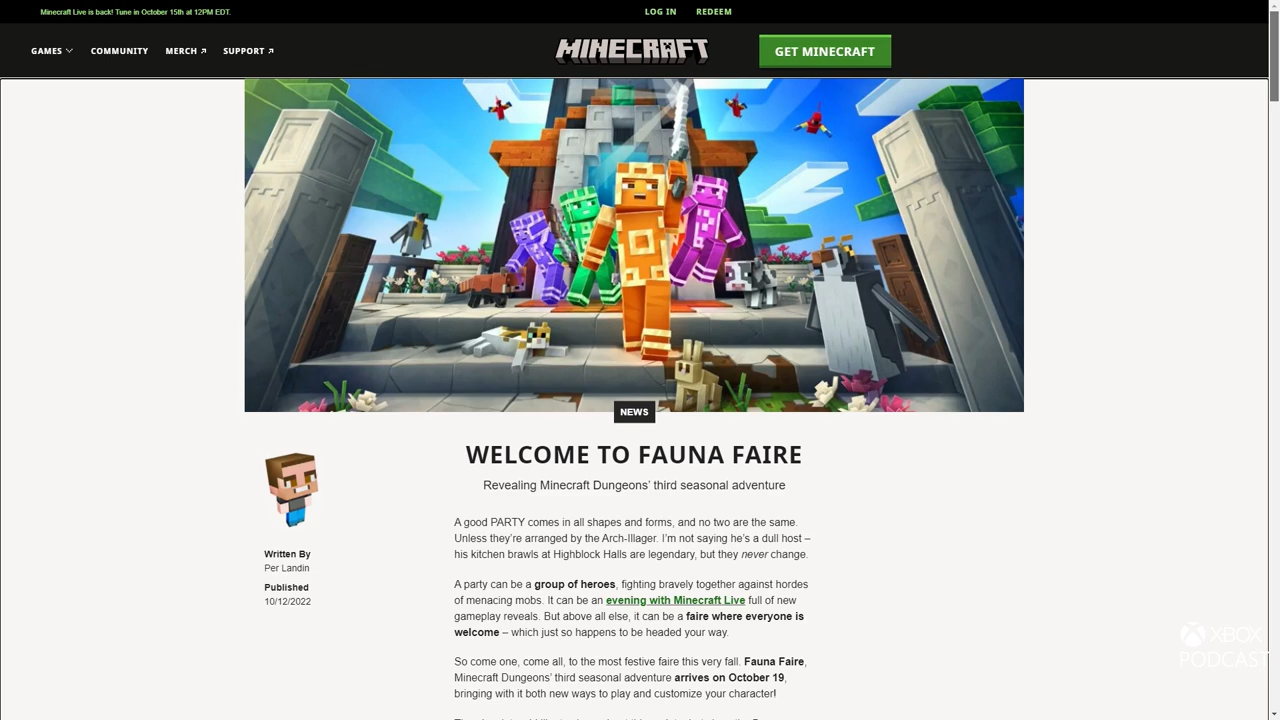 Minecraft Live is back! Tune in October 15th at 12PM EDT.
LOG IN
REDEEM
GAMES
COMMUNITY
MERCH
SUPPORT
MINECRAFT
GET MINECRAFT
NEWS
WELCOME TO FAUNA FAIRE
Revealing Minecraft Dungeons’ third seasonal adventure
Written By
Per Landin
Published
10/12/2022
A good PARTY comes in all shapes and forms, and no two are the same.
Unless they’re arranged by the Arch-Illager. I’m not saying he’s a dull host –
his kitchen brawls at Highblock Halls are legendary, but they never change.
A party can be a group of heroes, fighting bravely together against hordes
of menacing mobs. It can be an evening with Minecraft Live full of new
gameplay reveals. But above all else, it can be a faire where everyone is
welcome – which just so happens to be headed your way.
So come one, come all, to the most festive faire this very fall. Fauna Faire,
Minecraft Dungeons’ third seasonal adventure arrives on October 19,
bringing with it both new ways to play and customize your character!
XBOX
PODCAST